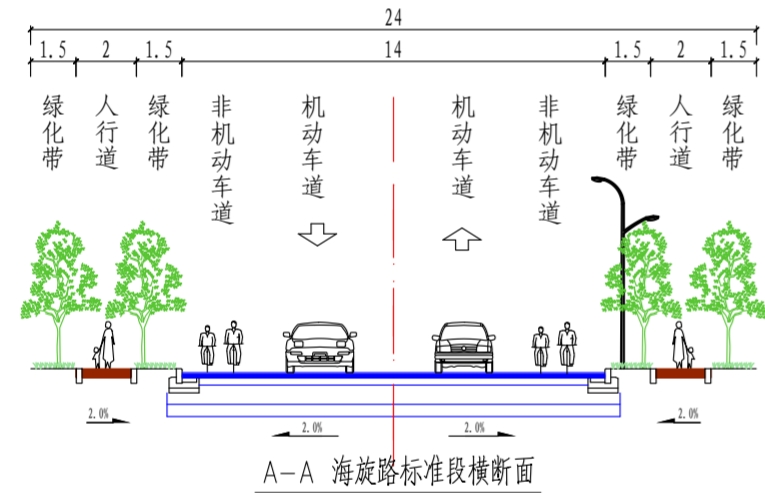 24
1.5 2 1.5 14 1.5 2 1.5
绿化带 人行道 绿化带 非机动车道 机动车道 机动车道 非机动车道 绿化带 人行道 绿化带
2.0% 2.0% 2.0% 2.0%
A-A 海旋路标准段横断面